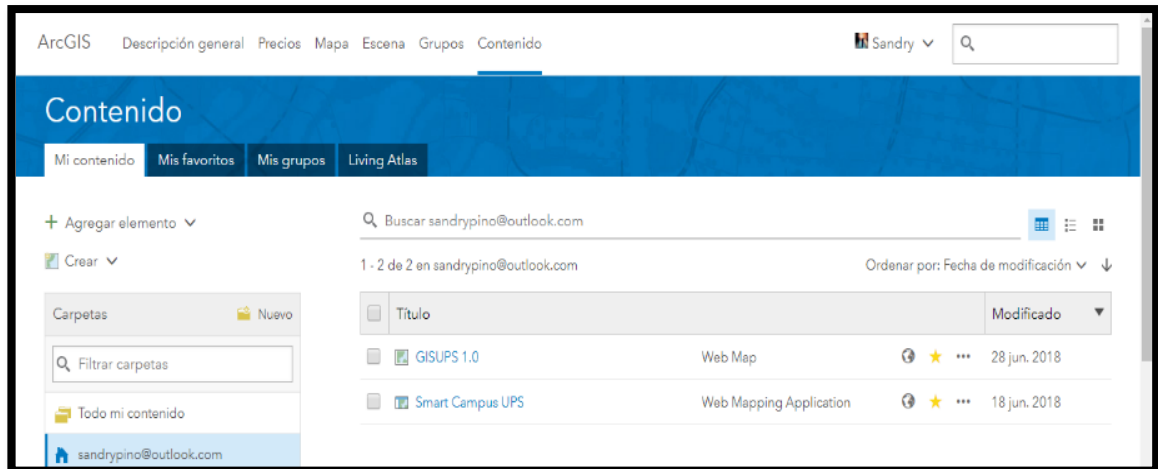 ArcGIS Descripción general Precios Mapa Escena Grupos Contenido Sandry
Contenido
Mi contenido Mis favoritos Mis grupos Living Atlas
Agregar elemento
Buscar sandrypino@outlook.com
Crear
1 - 2 de 2 en sandrypino@outlook.com Ordenar por: Fecha de modificación
Carpetas Nuevo
Título Modificado
Filtrar carpetas
GISUPS 1.0 Web Map 28 jun. 2018
Todo mi contenido
Smart Campus UPS Web Mapping Application 18 jun. 2018
sandrypino@outlook.com